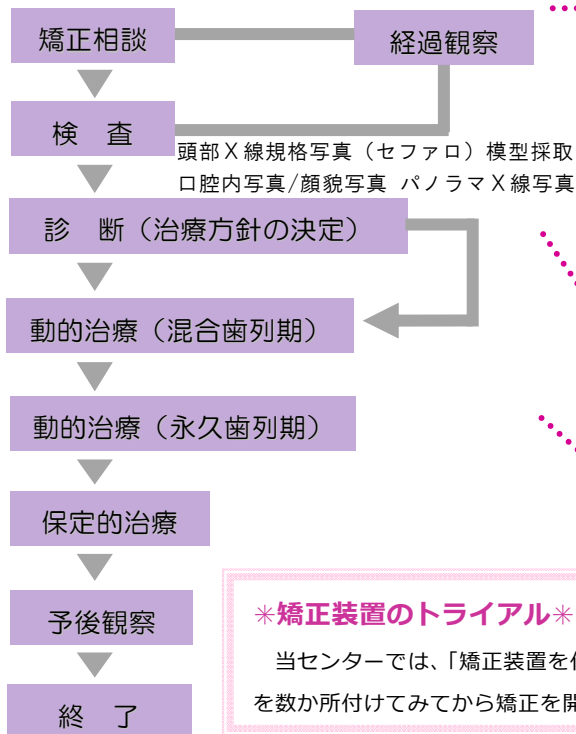 矯正相談
経過観察
検　査
頭部X線規格写真（セファロ）模型採取
口腔内写真/顔貌写真 パノラマX線写真
診　断（治療方針の決定）
動的治療（混合歯列期）
動的治療（永久歯列期）
保定的治療
予後観察
終　了
＊矯正装置のトライアル＊
当センターでは、「矯正装置を
を数か所付けてみてから矯正を開